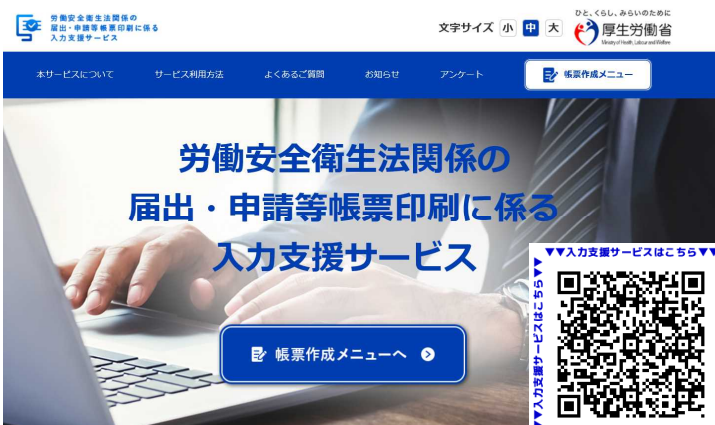 労働安全衛生法関係の
届出・申請等帳票印刷に係る
入力支援サービス
文字サイズ 小 中 大
ひと、くらし、みらいのために
厚生労働省
Ministry of Health, Labour and Welfare
本サービスについて サービス利用方法 よくあるご質問 お知らせ アンケート 帳票作成メニュー
労働安全衛生法関係の
届出・申請等帳票印刷に係る
入力支援サービス
帳票作成メニューへ
▼▼入力支援サービスはこちら▼▼
▼▼入力支援サービスはこちら▼▼